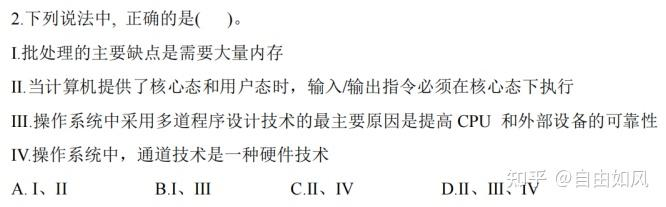 2.下列说法中, 正确的是(    )。
I.批处理的主要缺点是需要大量内存
II.当计算机提供了核心态和用户态时，输入/输出指令必须在核心态下执行
III.操作系统中采用多道程序设计技术的最主要原因是提高CPU 和外部设备的可靠性
IV.操作系统中，通道技术是一种硬件技术
A. I、II    B.I、III    C.II、IV    D.II、III、IV
知乎 @自由如风